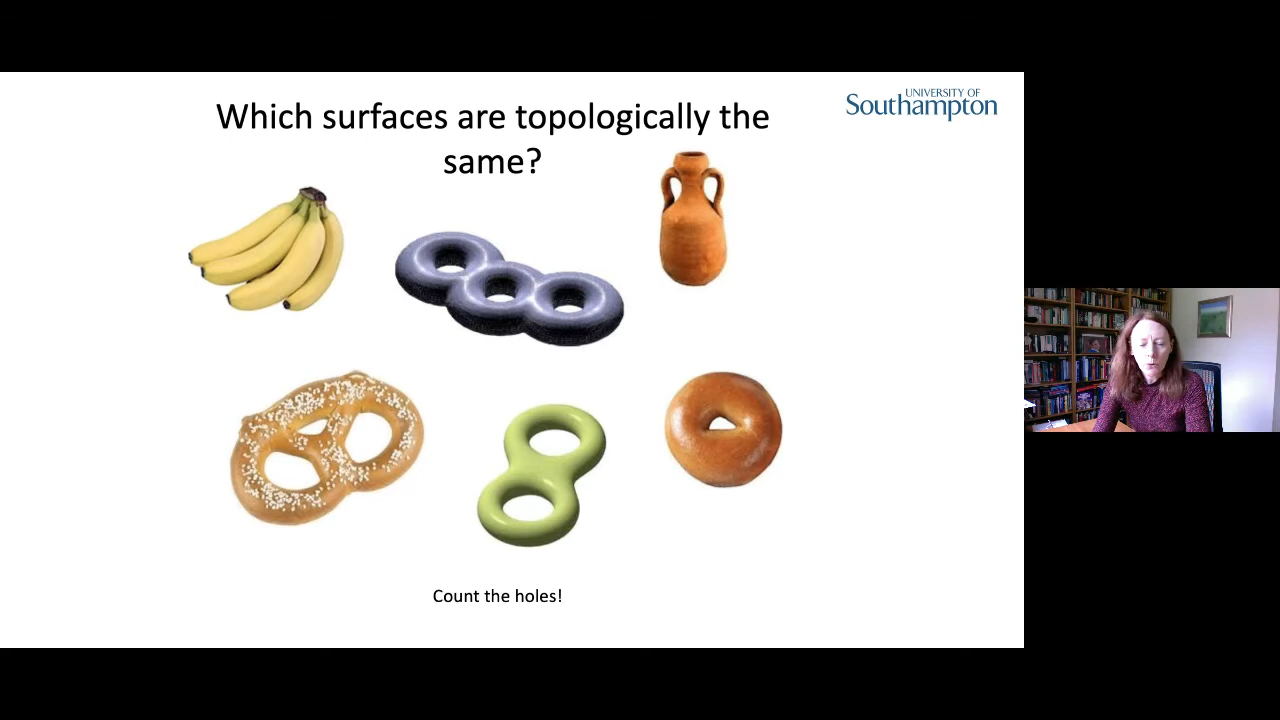 Which surfaces are topologically the
same?
UNIVERSITY OF
Southampton
Count the holes!